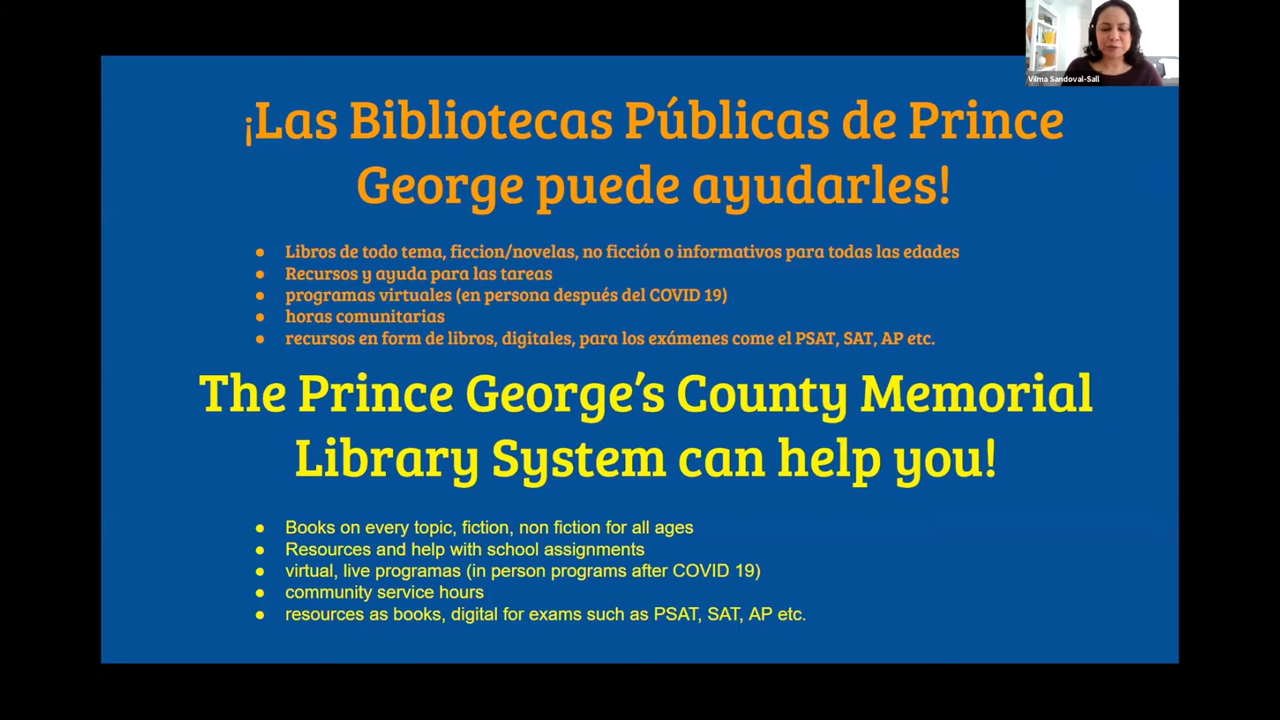 Vilma Sandoval-Sall
¡Las Bibliotecas Públicas de Prince
George puede ayudarles!
● Libros de todo tema, ficcion/novelas, no ficción o informativos para todas las edades
● Recursos y ayuda para las tareas
● programas virtuales (en persona después del COVID 19)
● horas comunitarias
● recursos en form de libros, digitales, para los exámenes come el PSAT, SAT, AP etc.
The Prince George's County Memorial
Library System can help you!
● Books on every topic, fiction, non fiction for all ages
● Resources and help with school assignments
● virtual, live programas (in person programs after COVID 19)
● community service hours
● resources as books, digital for exams such as PSAT, SAT, AP etc.